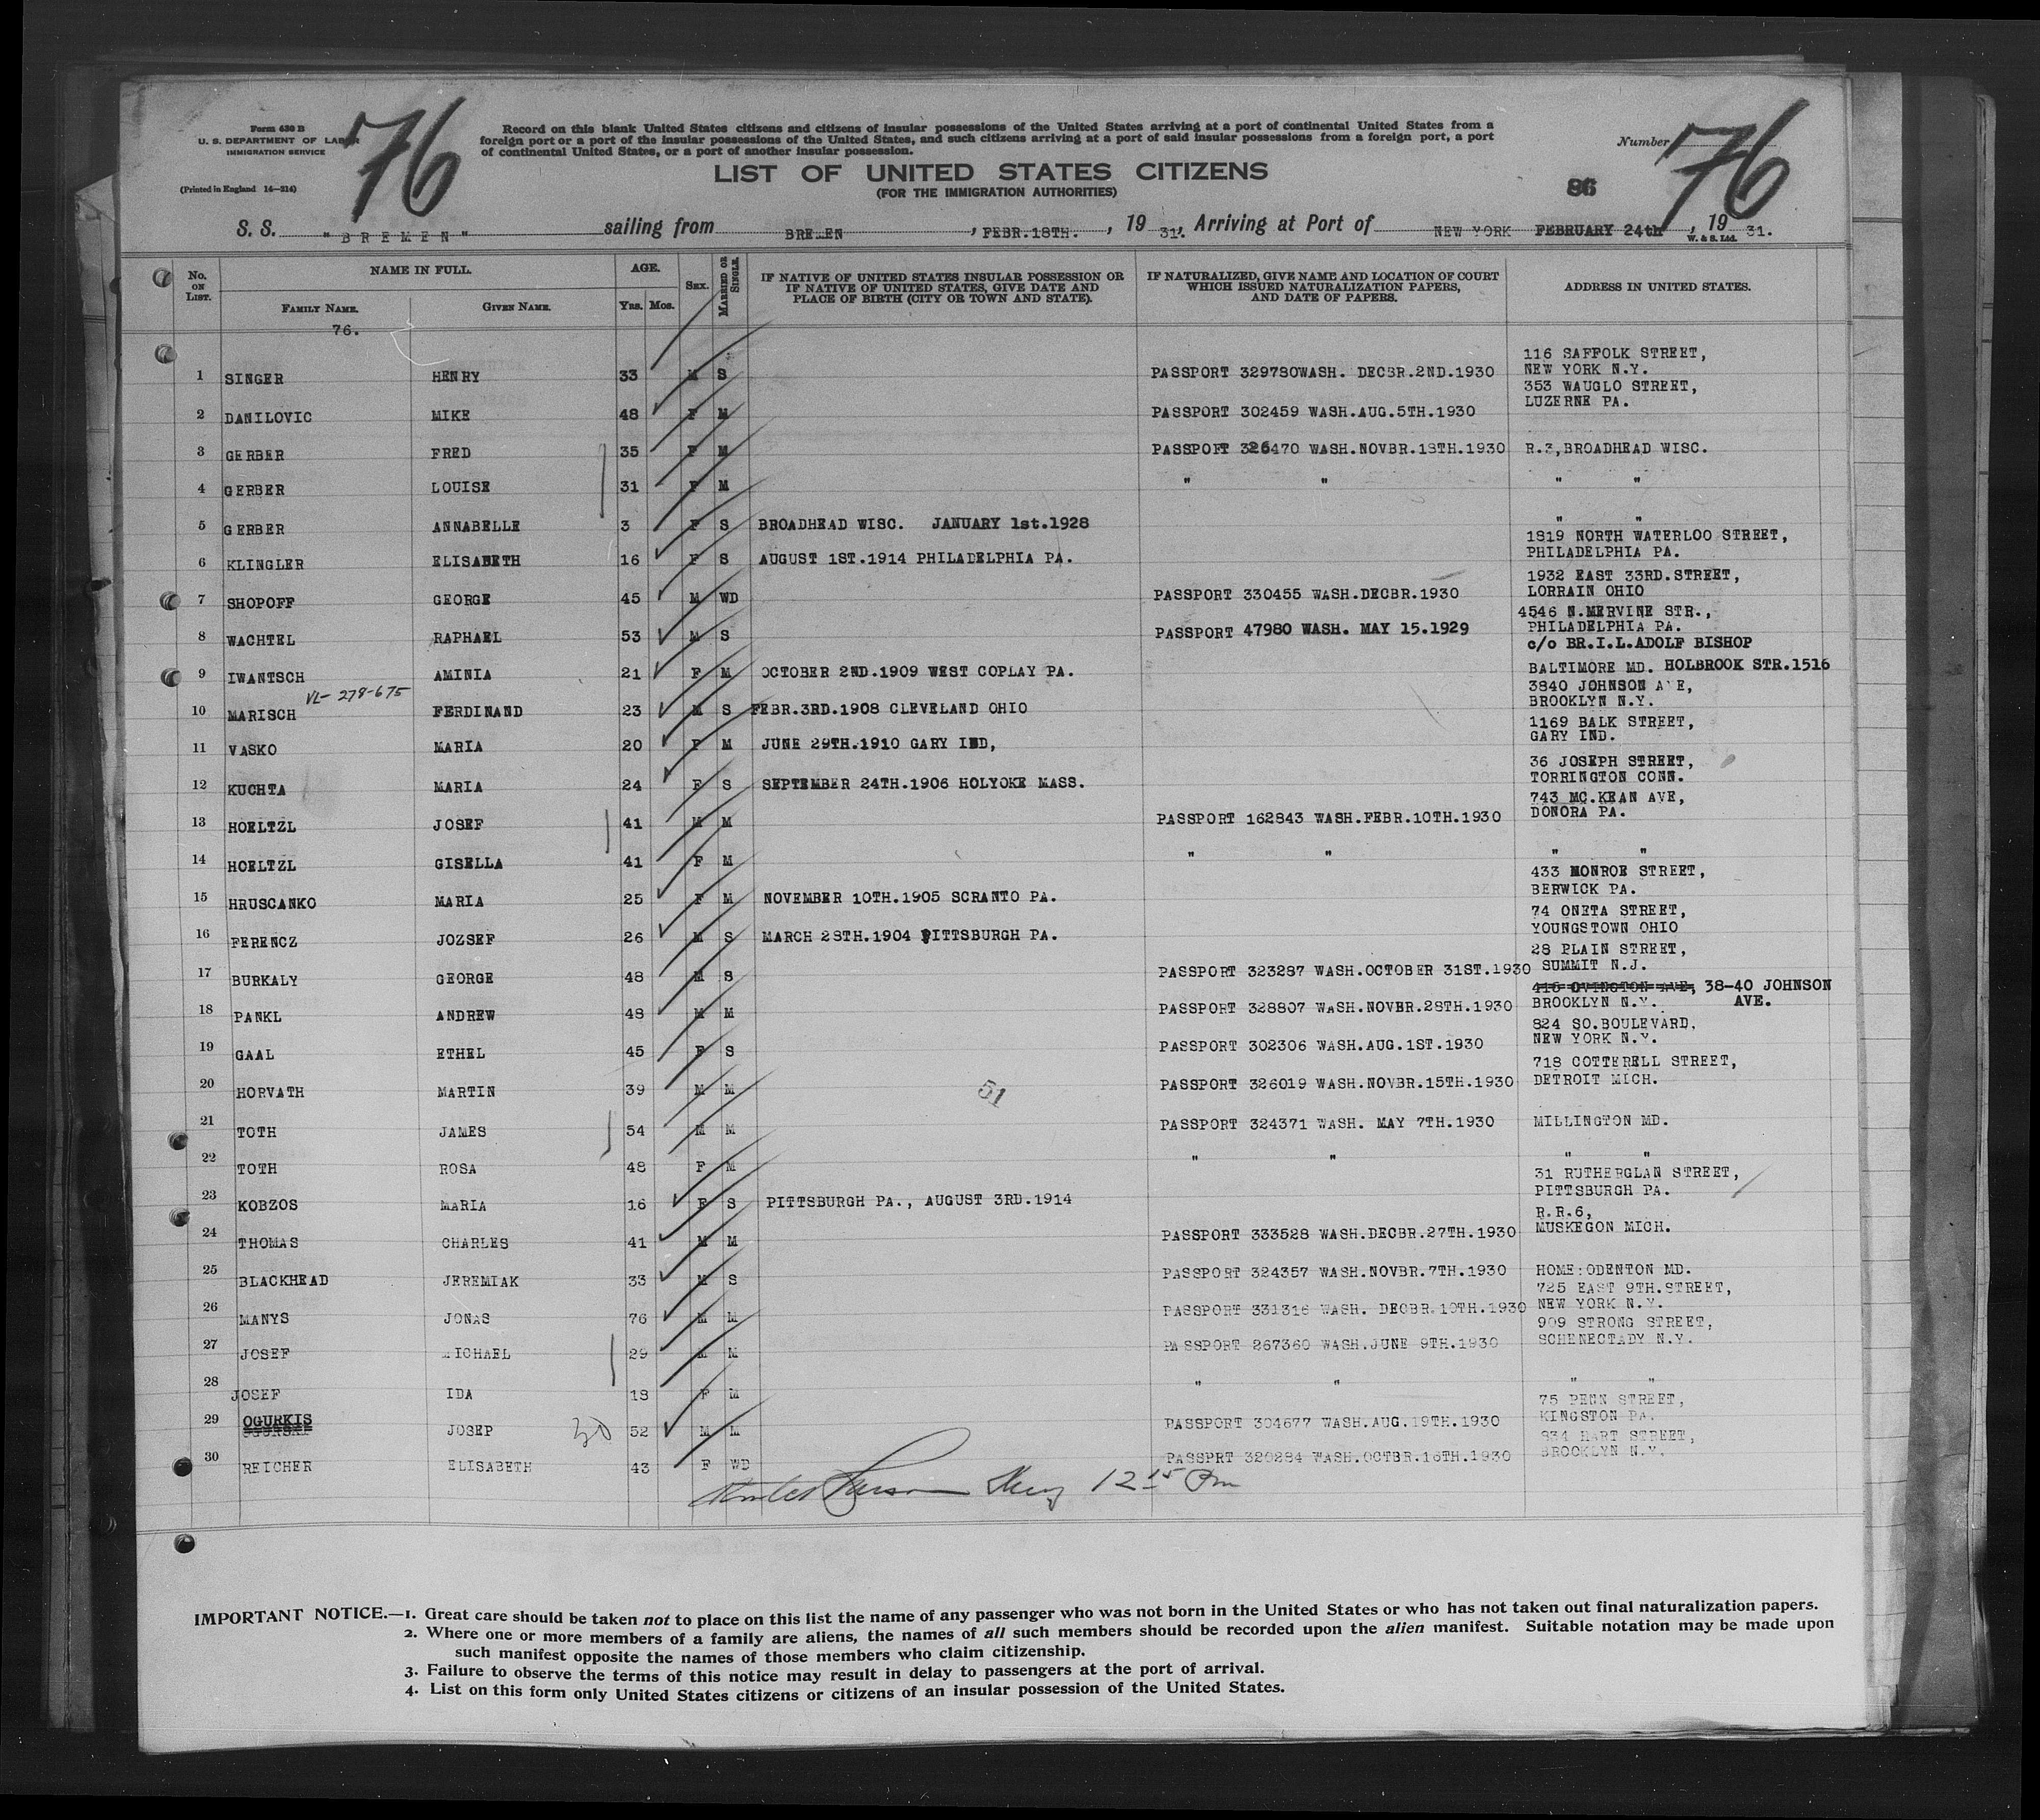 Form 630 B
U. S. DEPARTMENT OF LABOR
IMMIGRATION SERVICE
(Printed in England 14—314)
76
Record on this blank United States citizens and citizens of insular possessions of the United States arriving at a port of continental United States from a
foreign port or a port of the insular possessions of the United States, and such citizens arriving at a port of said insular possessions from a foreign port, a port
of continental United States, or a port of another insular possession.
LIST OF UNITED STATES CITIZENS
(FOR THE IMMIGRATION AUTHORITIES)
Number 76
86
S. S. "BREMEN" sailing from BREMEN, FEBR.18TH., 19 31. Arriving at Port of NEW YORK FEBRUARY 24th, 19 31.
W. & S. Ltd.
No. ON LIST. NAME IN FULL. FAMILY NAME. GIVEN NAME. AGE. Yrs. Mos. SEX. MARRIED OR SINGLE. IF NATIVE OF UNITED STATES INSULAR POSSESSION OR IF NATIVE OF UNITED STATES, GIVE DATE AND PLACE OF BIRTH (CITY OR TOWN AND STATE). IF NATURALIZED, GIVE NAME AND LOCATION OF COURT WHICH ISSUED NATURALIZATION PAPERS, AND DATE OF PAPERS. ADDRESS IN UNITED STATES.
76.
1 SINGER HENRY 33 M S PASSPORT 329780WASH. DECBR.2ND.1930 116 SAFFOLK STREET, NEW YORK N.Y.
2 DANILOVIC MIKE 48 F M PASSPORT 302459 WASH.AUG.5TH.1930 353 WAUGLO STREET, LUZERNE PA.
3 GERBER FRED 35 F M PASSPORT 326470 WASH.NOVBR.18TH.1930 R.3,BROADHEAD WISC.
4 GERBER LOUISE 31 F M " " " "
5 GERBER ANNABELLE 3 F S BROADHEAD WISC. JANUARY 1st.1928 " "
6 KLINGLER ELISABETH 16 F S AUGUST 1ST.1914 PHILADELPHIA PA. 1819 NORTH WATERLOO STREET, PHILADELPHIA PA.
7 SHOPOFF GEORGE 45 M WD PASSPORT 330455 WASH.DECBR.1930 1932 EAST 33RD.STREET, LORRAIN OHIO
8 WACHTEL RAPHAEL 53 M S PASSPORT 47980 WASH. MAY 15.1929 4546 N.MERVINE STR., PHILADELPHIA PA. c/o BR.I.L.ADOLF BISHOP
9 IWANTSCH AMINIA 21 F M OCTOBER 2ND.1909 WEST COPLAY PA. BALTIMORE MD. HOLBROOK STR.1516
VL- 278-675
10 MARISCH FERDINAND 23 M S FEBR.3RD.1908 CLEVELAND OHIO 3840 JOHNSON AVE, BROOKLYN N.Y.
11 VASKO MARIA 20 F M JUNE 29TH.1910 GARY IND, 1169 BALK STREET, GARY IND.
12 KUCHTA MARIA 24 F S SEPTEMBER 24TH.1906 HOLYOKE MASS. 36 JOSEPH STREET, TORRINGTON CONN.
13 HOELTZL JOSEF 41 M M PASSPORT 162843 WASH.FEBR.10TH.1930 743 MC.KEAN AVE, DONORA PA.
14 HOELTZL GISELLA 41 F M " " " "
15 HRUSCANKO MARIA 25 F M NOVEMBER 10TH.1905 SCRANTO PA. 433 MONROE STREET, BERWICK PA.
16 FERENCZ JOZSEF 26 M S MARCH 28TH.1904 PITTSBURGH PA. 74 ONETA STREET, YOUNGSTOWN OHIO
17 BURKALY GEORGE 48 M S PASSPORT 323287 WASH.OCTOBER 31ST.1930 28 PLAIN STREET, SUMMIT N.J.
18 PANKL ANDREW 48 M M PASSPORT 328807 WASH.NOVBR.28TH.1930 416 OVINGTON AVE, 38-40 JOHNSON AVE. BROOKLYN N.Y.
19 GAAL ETHEL 45 F S PASSPORT 302306 WASH.AUG.1ST.1930 824 SO.BOULEVARD, NEW YORK N.Y.
20 HORVATH MARTIN 39 M M PASSPORT 326019 WASH.NOVBR.15TH.1930 718 COTTERELL STREET, DETROIT MICH.
51
21 TOTH JAMES 54 M M PASSPORT 324371 WASH. MAY 7TH.1930 MILLINGTON MD.
22 TOTH ROSA 48 F M " " " "
23 KOBZOS MARIA 16 F S PITTSBURGH PA., AUGUST 3RD.1914 31 RUTHERGLAN STREET, PITTSBURGH PA.
24 THOMAS CHARLES 41 M M PASSPORT 333528 WASH.DECBR.27TH.1930 R.R.6, MUSKEGON MICH.
25 BLACKHEAD JEREMIAK 33 M S PASSPORT 324357 WASH.NOVBR.7TH.1930 HOME:ODENTON MD.
26 MANYS JONAS 76 M M PASSPORT 331316 WASH. DECBR.10TH.1930 725 EAST 9TH.STREET, NEW YORK N.Y.
27 JOSEF MICHAEL 29 M M PASSPORT 267360 WASH.JUNE 9TH.1930 909 STRONG STREET, SCHENECTADY N.Y.
28 JOSEF IDA 18 F M " " " "
29 OGURKIS JOSEP 30 52 M M PASSPORT 304677 WASH.AUG.19TH.1930 75 PENN STREET, KINGSTON PA.
30 REICHER ELISABETH 43 F WD PASSPRT 320284 WASH.OCTBR.16TH.1930 834 HART STREET, BROOKLYN N.Y.
12 15 Pm
IMPORTANT NOTICE.—1. Great care should be taken not to place on this list the name of any passenger who was not born in the United States or who has not taken out final naturalization papers.
2. Where one or more members of a family are aliens, the names of all such members should be recorded upon the alien manifest. Suitable notation may be made upon
such manifest opposite the names of those members who claim citizenship.
3. Failure to observe the terms of this notice may result in delay to passengers at the port of arrival.
4. List on this form only United States citizens or citizens of an insular possession of the United States.